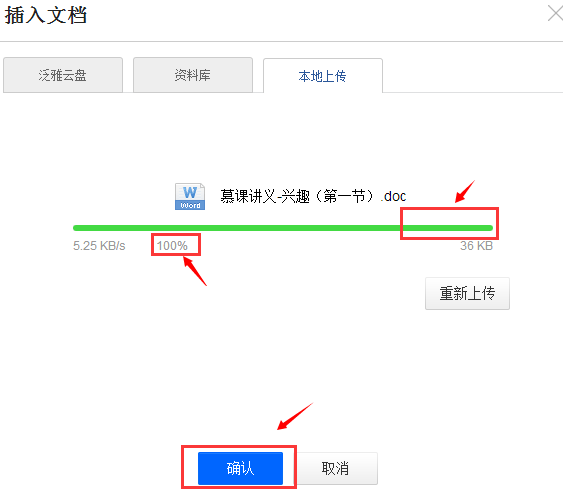 插入文档
泛雅云盘 资料库 本地上传
W
Word
慕课讲义-兴趣（第一节）.doc
5.25 KB/s 100% 36 KB
重新上传
确认 取消